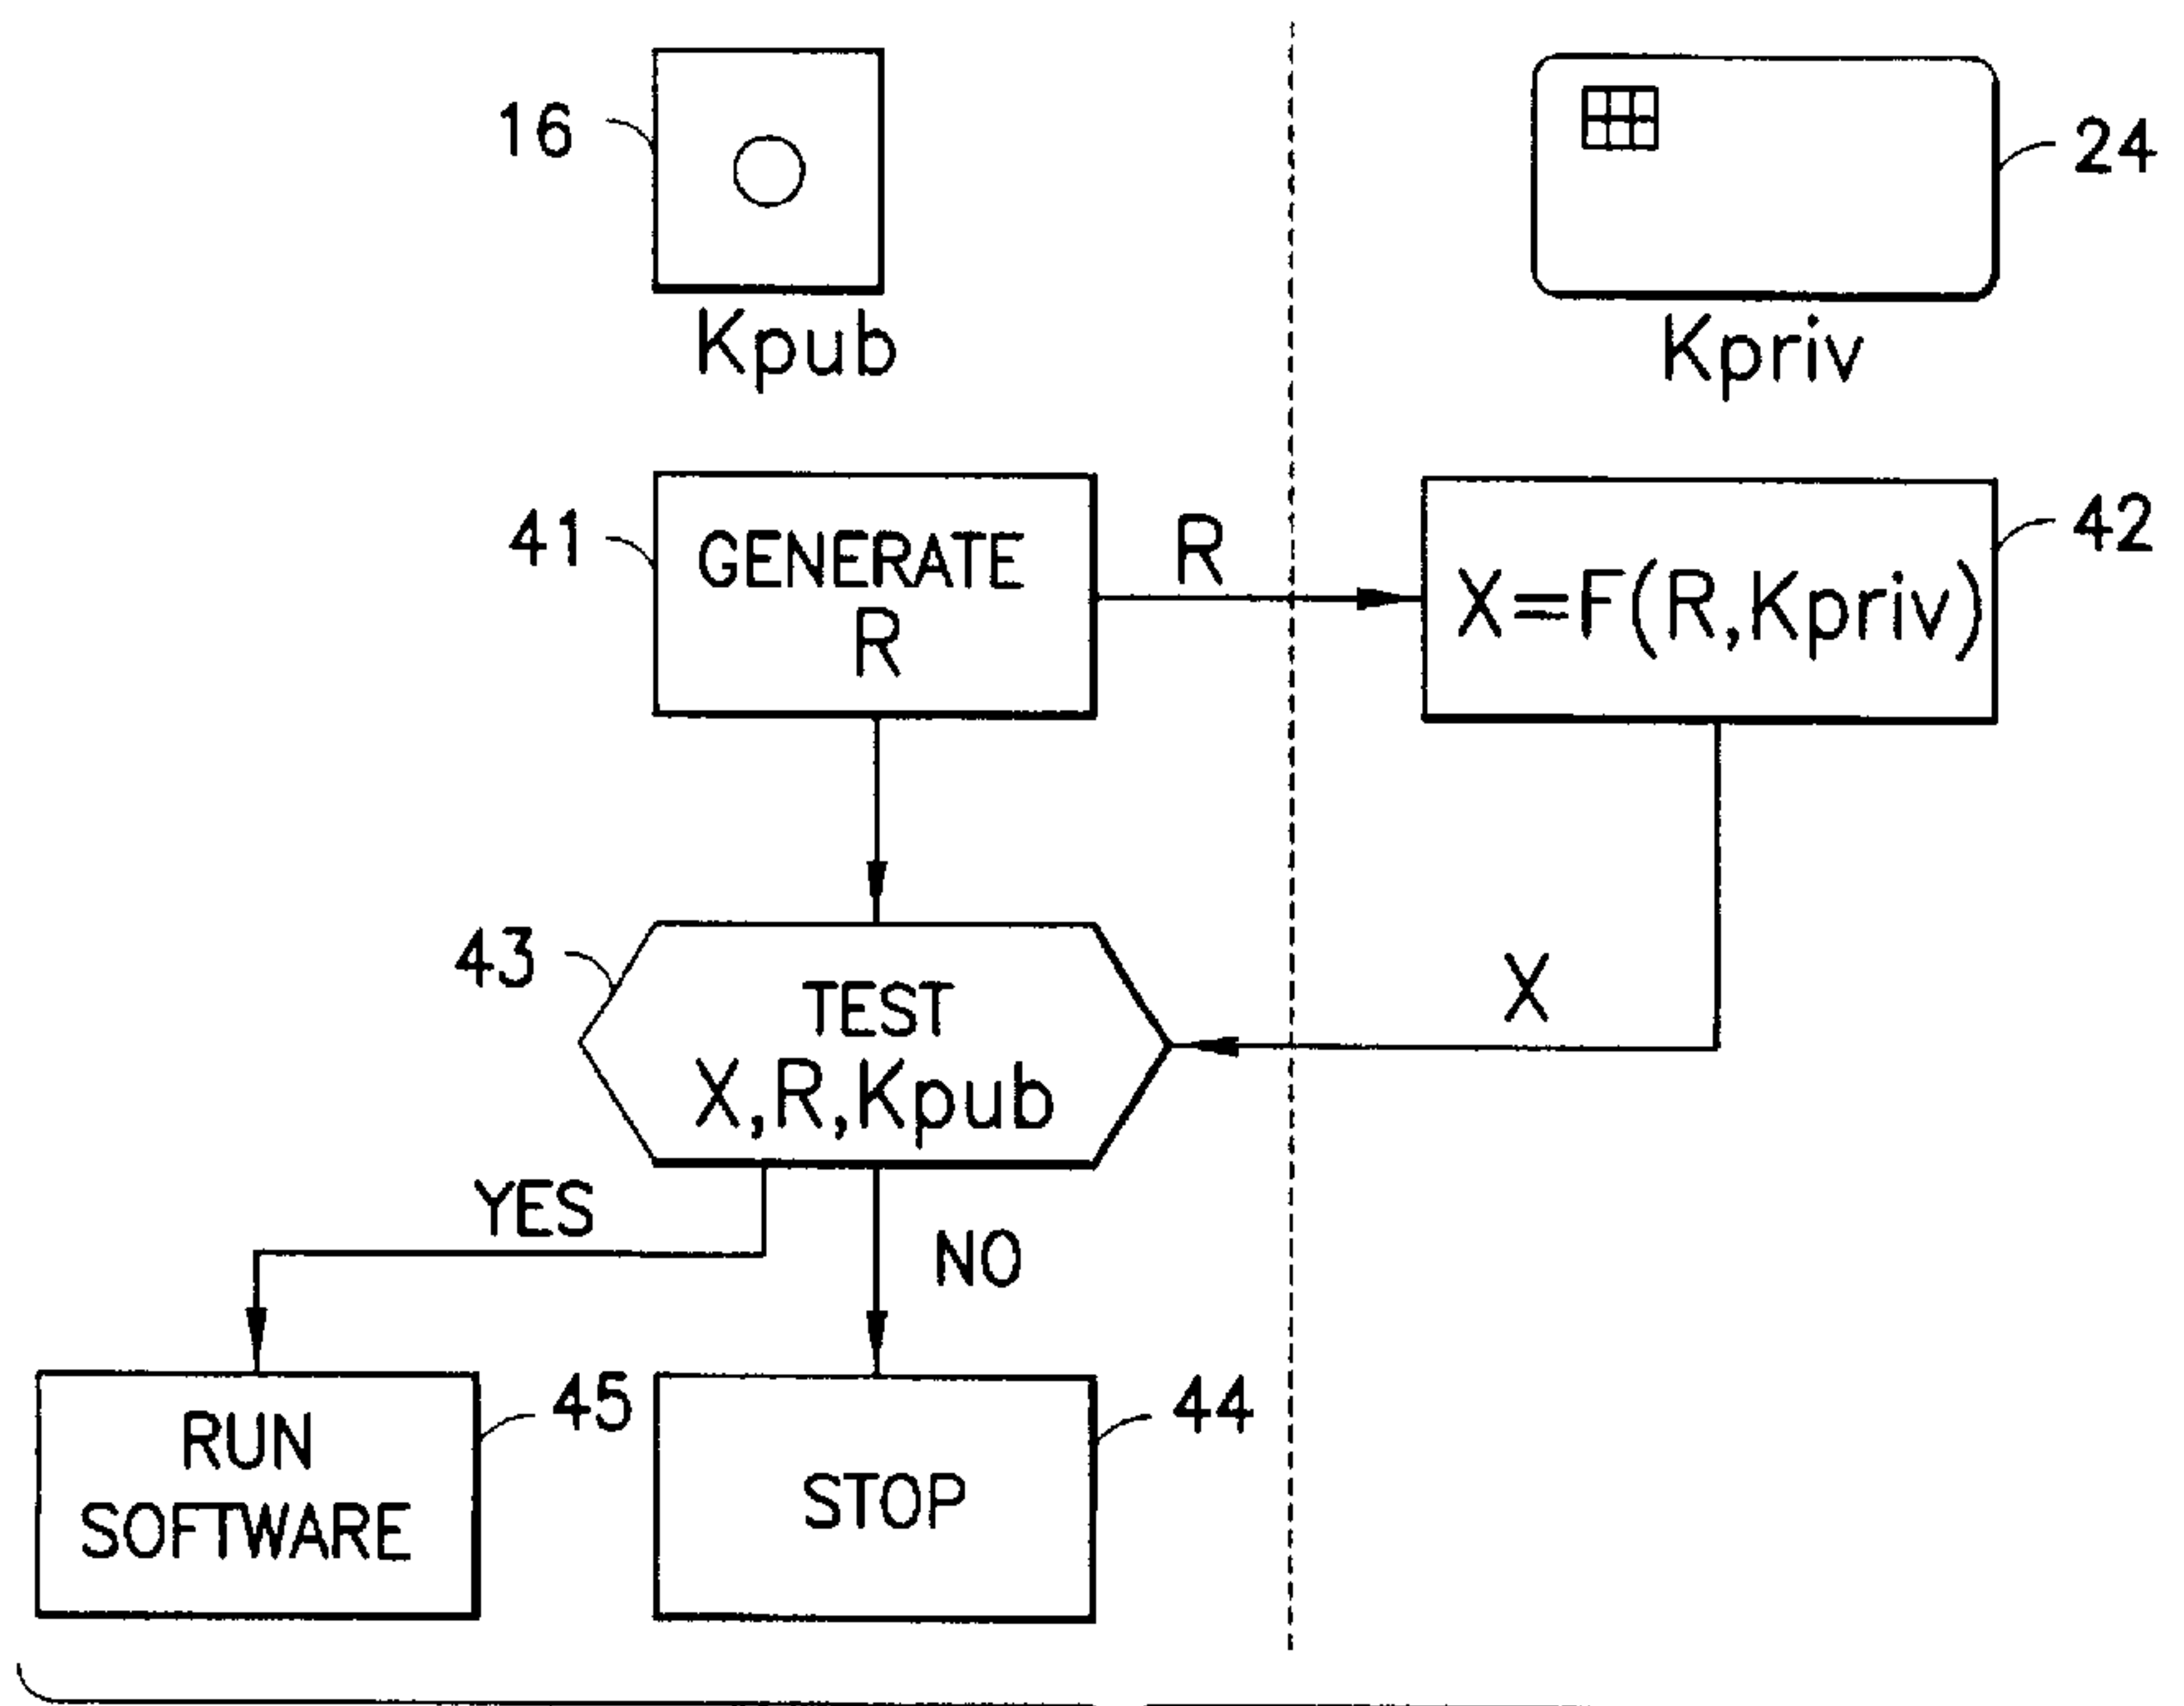 16
24
Kpub
Kpriv
41
GENERATE
R
R
42
X=F(R,Kpriv)
43
TEST
X,R,Kpub
X
YES
NO
45
RUN
SOFTWARE
44
STOP